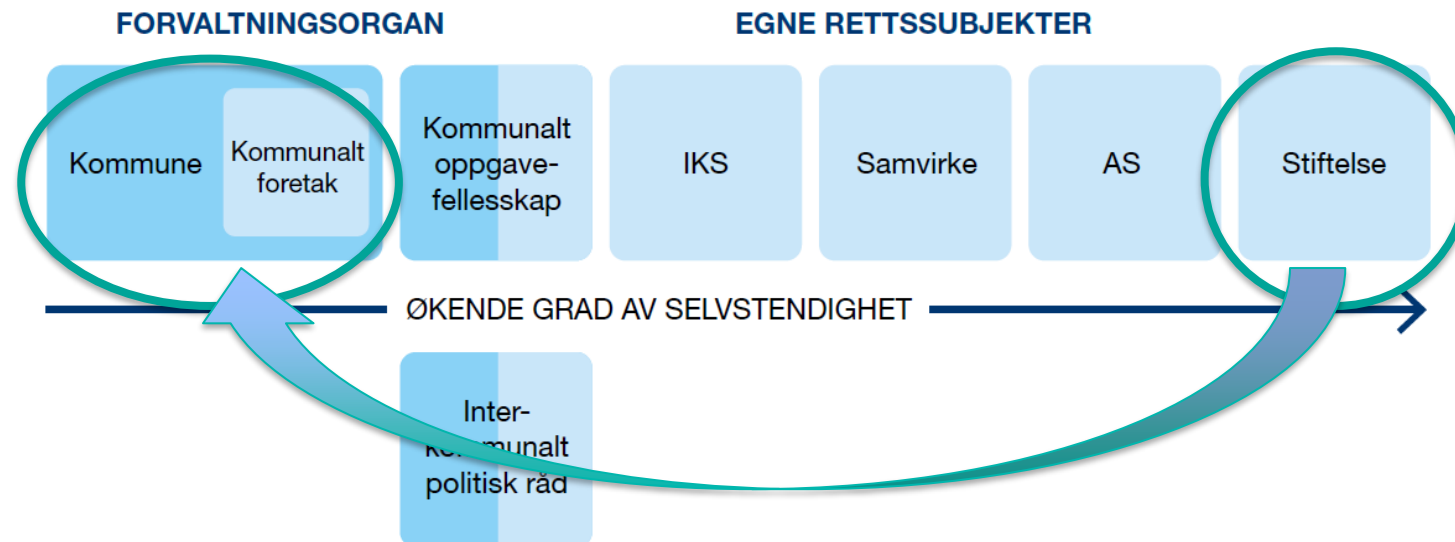 FORVALTNINGSORGAN
EGNE RETTSSUBJEKTER
Kommune
Kommunalt
foretak
Kommunalt
oppgave-
fellesskap
IKS
Samvirke
AS
Stiftelse
ØKENDE GRAD AV SELVSTENDIGHET
Inter-
kommunalt
politisk råd